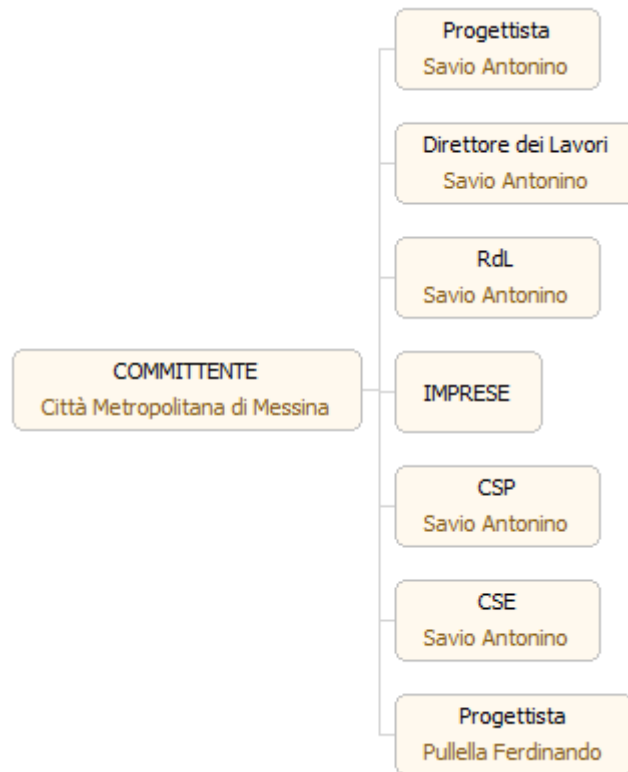 Progettista
Savio Antonino
Direttore dei Lavori
Savio Antonino
RdL
Savio Antonino
COMMITTENTE
Città Metropolitana di Messina
IMPRESE
CSP
Savio Antonino
CSE
Savio Antonino
Progettista
Pullella Ferdinando